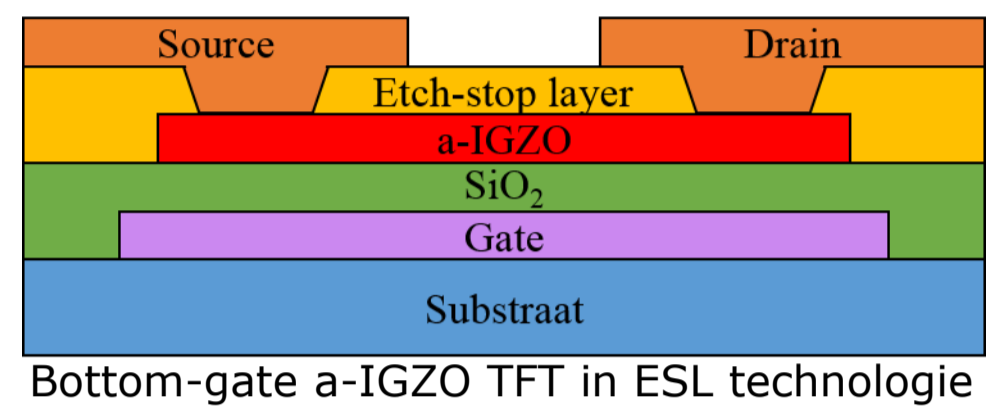 Source
Drain
Etch-stop layer
a-IGZO
SiO₂
Gate
Substraat
Bottom-gate a-IGZO TFT in ESL technologie